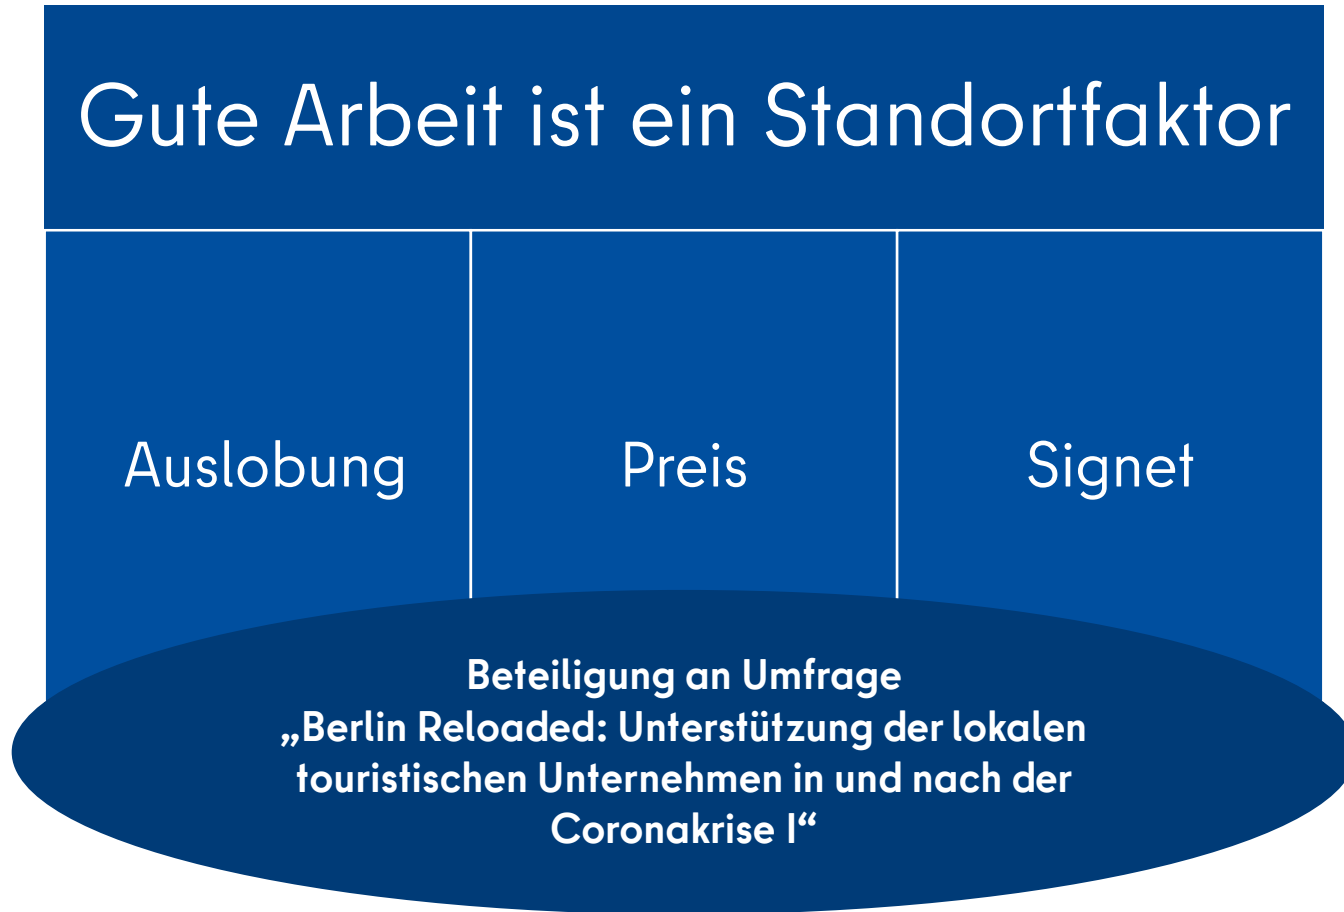 Gute Arbeit ist ein Standortfaktor
Auslobung
Preis
Signet
Beteiligung an Umfrage
„Berlin Reloaded: Unterstützung der lokalen
touristischen Unternehmen in und nach der
Coronakrise I“